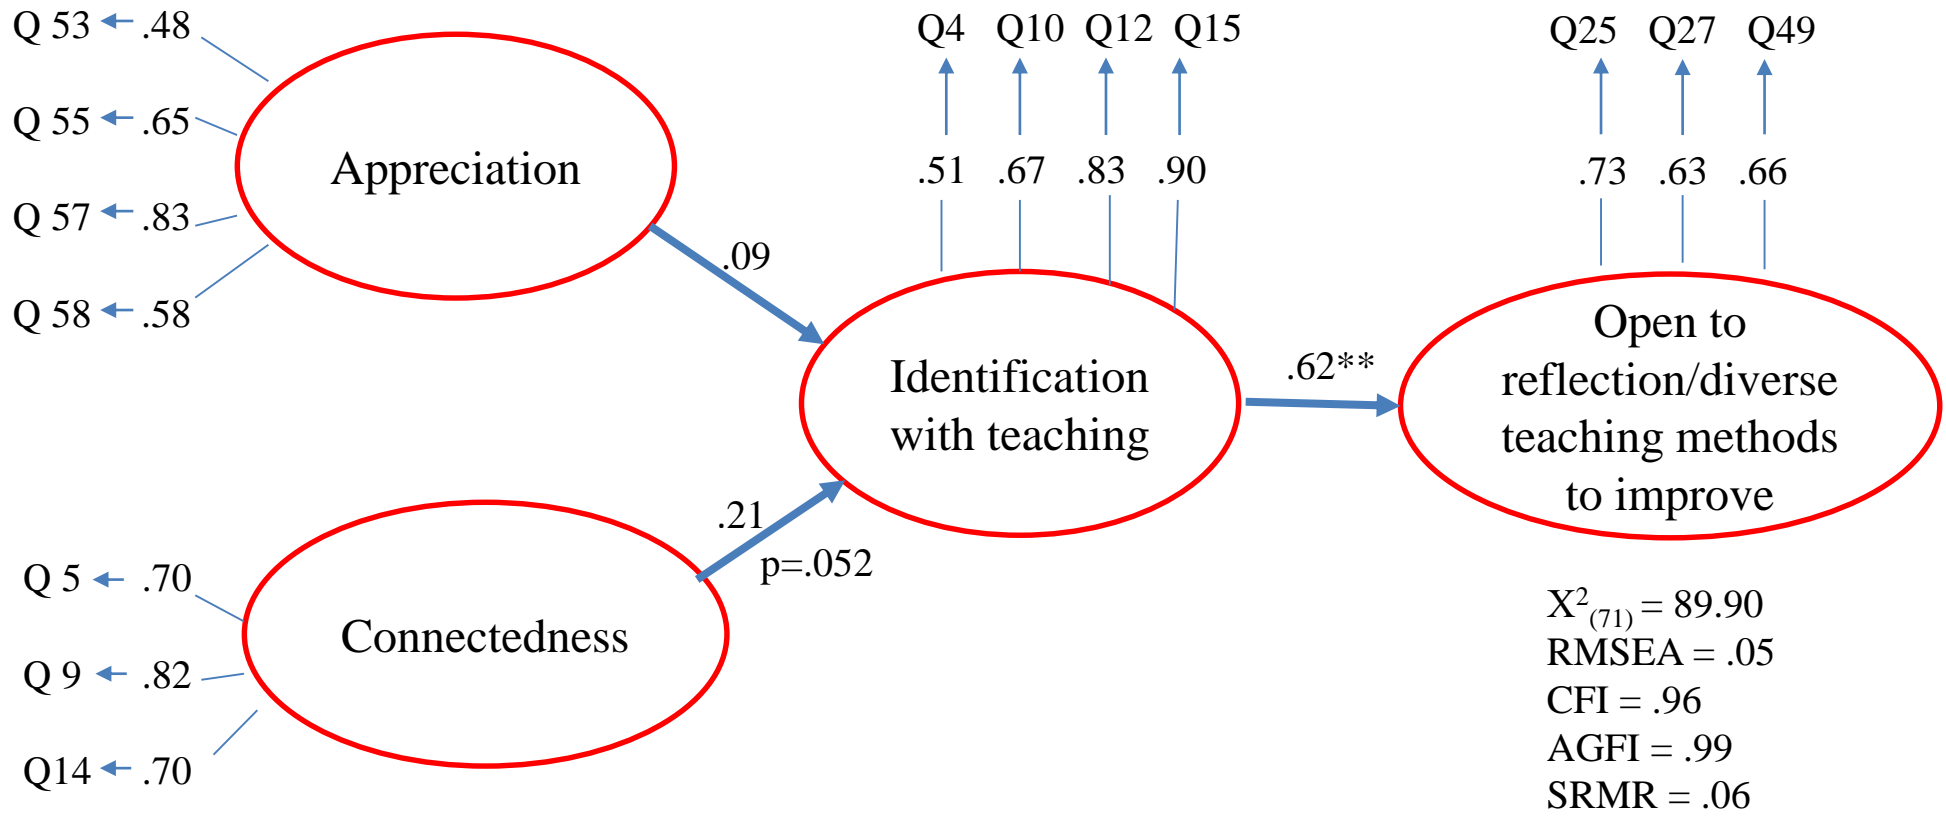 Q 53 .48
Q 55 .65
Q 57 .83
Q 58 .58
Appreciation
.09
Q4 Q10 Q12 Q15
.51 .67 .83 .90
Identification
with teaching
.62**
Q25 Q27 Q49
.73 .63 .66
Open to
reflection/diverse
teaching methods
to improve
.21
p=.052
Q 5 .70
Q 9 .82
Q14 .70
Connectedness
X²₍₇₁₎ = 89.90
RMSEA = .05
CFI = .96
AGFI = .99
SRMR = .06